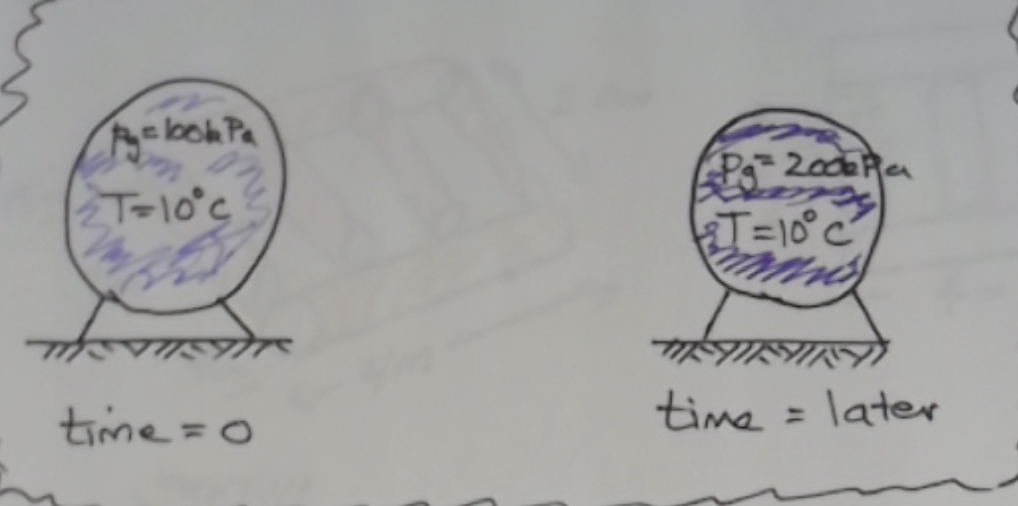 Pg=100kPa
T=10°C
time=0
Pg=200kPa
T=10°C
time = later